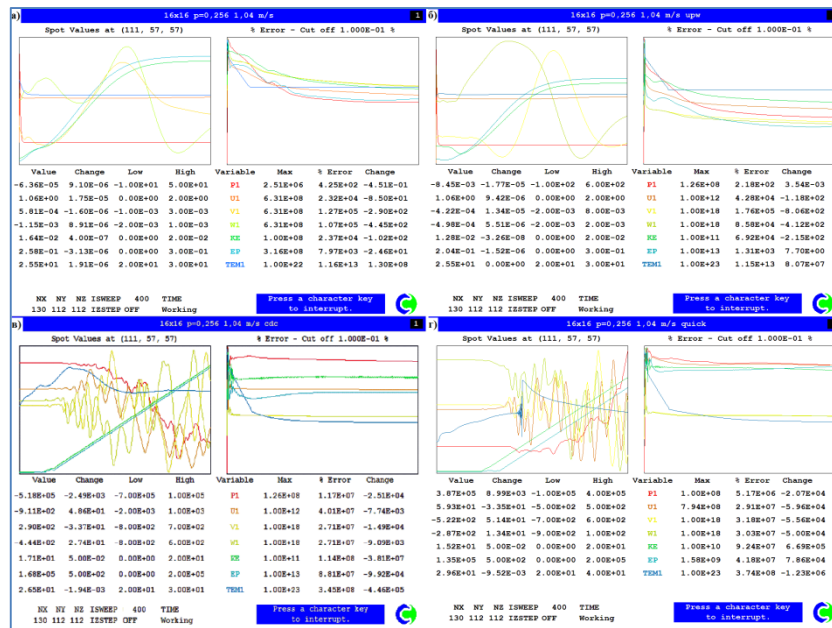 а)
16x16 p=0,256 1,04 m/s
1
Spot Values at (111, 57, 57)
% Error - Cut off 1.000E-01 %
Value Change Low High Variable Max % Error Change
-6.36E-05 9.10E-06 -1.00E+01 5.00E+01 P1 2.51E+06 4.25E+02 -4.51E-01
1.06E+00 1.75E-05 0.00E+00 2.00E+00 U1 6.31E+08 2.32E+04 -8.50E+01
5.81E-04 -1.60E-06 -1.00E-03 3.00E-03 V1 6.31E+08 1.27E+05 -2.90E+02
-1.15E-03 8.91E-06 -2.00E-03 1.00E-03 W1 6.31E+08 1.07E+05 -4.45E+02
1.64E-02 4.00E-07 0.00E+00 2.00E-02 KE 1.00E+08 2.37E+04 -1.02E+02
2.58E-01 -3.13E-06 0.00E+00 3.00E-01 EP 3.16E+08 7.97E+03 -2.46E+01
2.55E+01 1.91E-06 2.00E+01 3.00E+01 TEM1 1.00E+22 1.16E+13 1.30E+08
NX NY NZ ISWEEP 400 TIME
130 112 112 IZSTEP OFF Working
Press a character key
to interrupt.
б)
16x16 p=0,256 1,04 m/s upw
1
Spot Values at (111, 57, 57)
% Error - Cut off 1.000E-01 %
Value Change Low High Variable Max % Error Change
-8.45E-03 -1.77E-05 -1.00E+02 6.00E+02 P1 1.26E+08 2.18E+02 3.54E-03
1.06E+00 9.42E-06 0.00E+00 2.00E+00 U1 1.00E+12 4.28E+04 -1.18E+02
-4.22E-04 1.34E-05 -2.00E-03 8.00E-03 V1 1.00E+18 1.76E+05 -8.06E+02
-4.98E-04 5.51E-06 -2.00E-03 2.00E-03 W1 1.00E+18 8.58E+04 -4.12E+02
1.28E-02 -3.26E-08 0.00E+00 2.00E-02 KE 1.00E+11 6.92E+04 -2.15E+02
2.04E-01 -1.52E-06 0.00E+00 3.00E-01 EP 1.00E+13 1.31E+03 7.70E+00
2.55E+01 0.00E+00 2.00E+01 3.00E+01 TEM1 1.00E+23 1.15E+13 8.07E+07
NX NY NZ ISWEEP 400 TIME
130 112 112 IZSTEP OFF Working
Press a character key
to interrupt.
в)
16x16 p=0,256 1,04 m/s cdc
1
Spot Values at (111, 57, 57)
% Error - Cut off 1.000E-01 %
Value Change Low High Variable Max % Error Change
-5.18E+05 -2.49E+03 -7.00E+05 1.00E+05 P1 1.26E+08 1.17E+07 -2.51E+04
-9.11E+02 4.86E+01 -2.00E+03 1.00E+03 U1 1.00E+12 4.01E+07 -7.74E+03
2.90E+02 -3.37E+01 -8.00E+02 7.00E+02 V1 1.00E+18 2.71E+07 -1.49E+04
-4.44E+02 2.74E+01 -8.00E+02 6.00E+02 W1 1.00E+18 2.71E+07 -9.09E+03
1.71E+01 5.00E-02 0.00E+00 2.00E+01 KE 1.00E+11 1.14E+08 -3.81E+07
1.68E+05 5.00E+02 0.00E+00 2.00E+05 EP 1.00E+13 8.81E+07 -9.92E+04
2.65E+01 -1.94E-03 2.00E+01 3.00E+01 TEM1 1.00E+23 3.45E+08 -4.46E+05
NX NY NZ ISWEEP 400 TIME
130 112 112 IZSTEP OFF Working
Press a character key
to interrupt.
г)
16x16 p=0,256 1,04 m/s quick
1
Spot Values at (111, 57, 57)
% Error - Cut off 1.000E-01 %
Value Change Low High Variable Max % Error Change
3.87E+05 8.99E+03 -1.00E+05 4.00E+05 P1 1.00E+08 5.17E+06 -2.07E+04
5.93E+01 -3.35E+01 -5.00E+02 5.00E+02 U1 7.94E+08 2.91E+07 -5.96E+04
-5.22E+02 5.14E+01 -7.00E+02 6.00E+02 V1 1.00E+18 3.18E+07 -5.56E+04
-2.87E+02 1.34E+01 -9.00E+02 1.00E+03 W1 1.00E+18 3.03E+07 -5.00E+04
1.52E+01 5.00E-02 0.00E+00 2.00E+01 KE 1.00E+10 9.24E+07 6.69E+05
1.35E+05 5.00E+02 0.00E+00 2.00E+05 EP 1.58E+09 4.18E+07 7.86E+04
2.96E+01 -9.52E-03 2.00E+01 4.00E+01 TEM1 1.00E+23 3.74E+08 -1.23E+06
NX NY NZ ISWEEP 400 TIME
130 112 112 IZSTEP OFF Working
Press a character key
to interrupt.